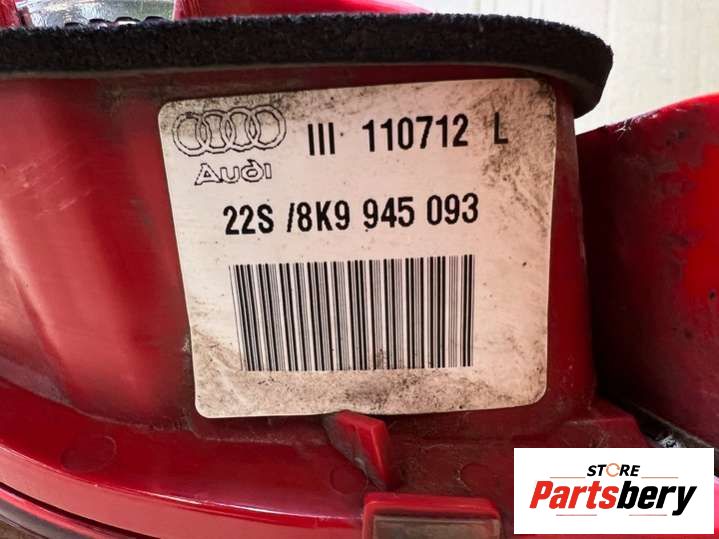 III 110712 L
Audi
22S /8K9 945 093
STORE
Partsbery